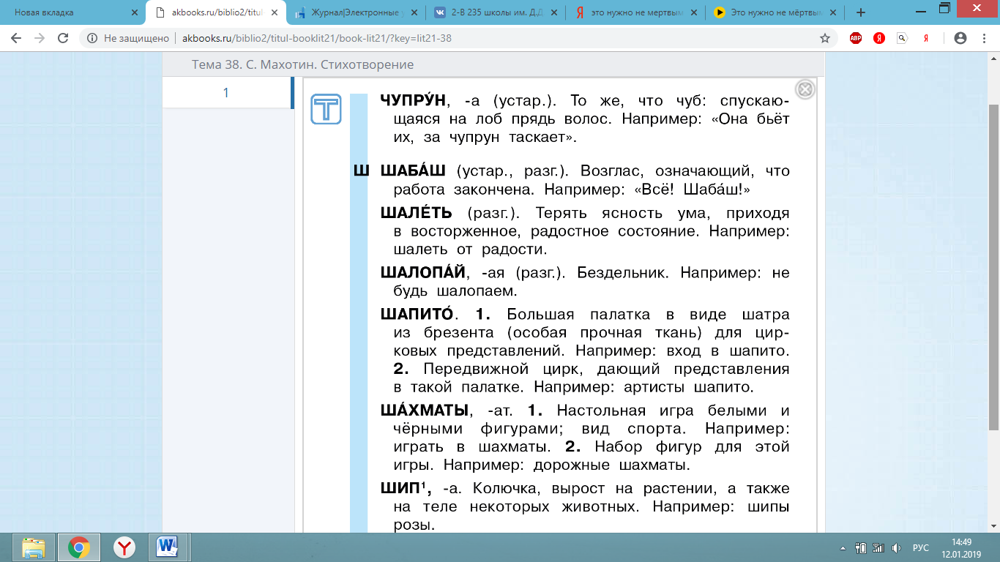 Новая вкладка
akbooks.ru/biblio2/titul-
Журнал|Электронные у
2-В 235 школы им. Д.Д
это нужно не мертвым
Это нужно не мёртвым
Не защищено
akbooks.ru/biblio2/titul-booklit21/book-lit21/?key=lit21-38
ABP
Я
я
Тема 38. С. Махотин. Стихотворение
1
Т
ЧУПРУ́Н, -а (устар.). То же, что чуб: спускаю-
щаяся на лоб прядь волос. Например: «Она бьёт
их, за чупрун таскает».
Ш ШАБА́Ш (устар., разг.). Возглас, означающий, что
работа закончена. Например: «Всё! Шаба́ш!»
ШАЛЕ́ТЬ (разг.). Терять ясность ума, приходя
в восторженное, радостное состояние. Например:
шалеть от радости.
ШАЛОПА́Й, -ая (разг.). Бездельник. Например: не
будь шалопаем.
ШАПИТО́. 1. Большая палатка в виде шатра
из брезента (особая прочная ткань) для цир-
ковых представлений. Например: вход в шапито.
2. Передвижной цирк, дающий представления
в такой палатке. Например: артисты шапито.
ША́ХМАТЫ, -ат. 1. Настольная игра белыми и
чёрными фигурами; вид спорта. Например:
играть в шахматы. 2. Набор фигур для этой
игры. Например: дорожные шахматы.
ШИП¹, -а. Колючка, вырост на растении, а также
на теле некоторых животных. Например: шипы
розы.
РУС
14:49
12.01.2019